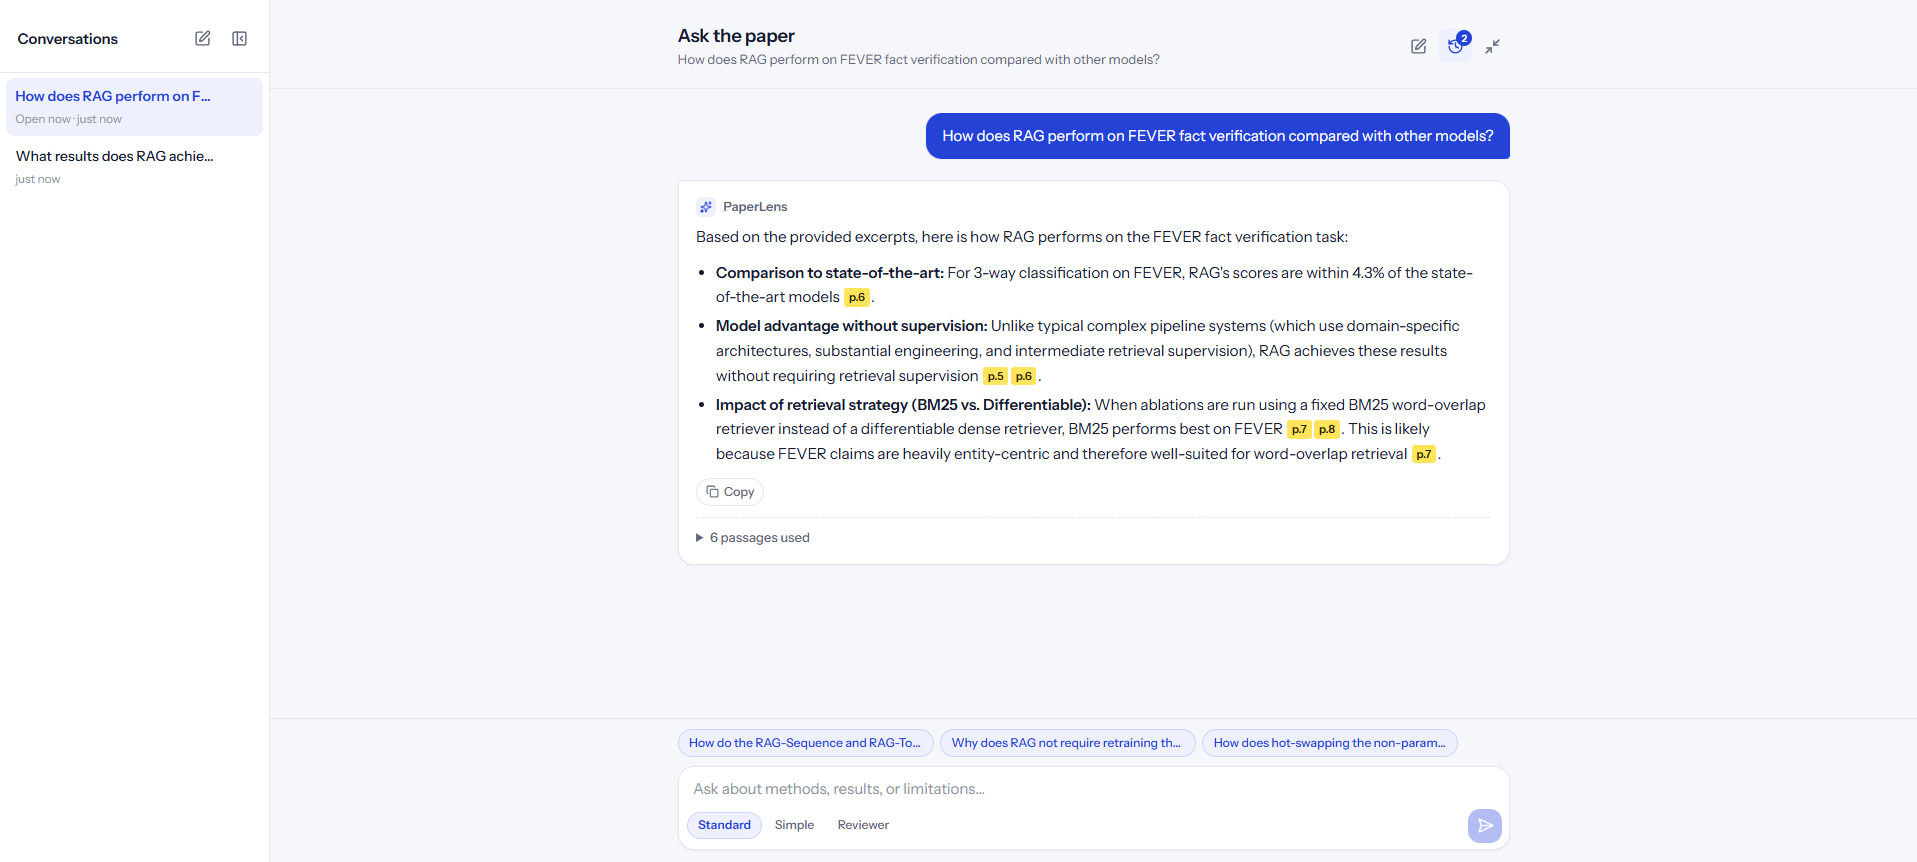 Conversations
How does RAG perform on F...
Open now · just now
What results does RAG achie...
just now
Ask the paper
How does RAG perform on FEVER fact verification compared with other models?
2
How does RAG perform on FEVER fact verification compared with other models?
PaperLens
Based on the provided excerpts, here is how RAG performs on the FEVER fact verification task:
• Comparison to state-of-the-art: For 3-way classification on FEVER, RAG's scores are within 4.3% of the state-
of-the-art models p.6 .
• Model advantage without supervision: Unlike typical complex pipeline systems (which use domain-specific
architectures, substantial engineering, and intermediate retrieval supervision), RAG achieves these results
without requiring retrieval supervision p.5 p.6 .
• Impact of retrieval strategy (BM25 vs. Differentiable): When ablations are run using a fixed BM25 word-overlap
retriever instead of a differentiable dense retriever, BM25 performs best on FEVER p.7 p.8 . This is likely
because FEVER claims are heavily entity-centric and therefore well-suited for word-overlap retrieval p.7 .
Copy
6 passages used
How do the RAG-Sequence and RAG-To...
Why does RAG not require retraining th...
How does hot-swapping the non-param...
Ask about methods, results, or limitations...
Standard
Simple
Reviewer